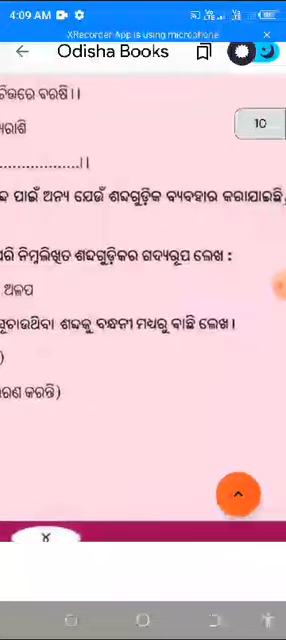 4:09 AM
XRecorder App is using microphone
Odisha Books
ଚିତ୍ତରେ ବରଷି।।
ୟରାଶି
10
....................।।
ଦ ପାଇଁ ଅନ୍ୟ ଯେଉଁ ଶବ୍ଦଗୁଡ଼ିକ ବ୍ୟବହାର କରାଯାଇଛି,
ପରି ନିମ୍ନଲିଖିତ ଶବ୍ଦଗୁଡ଼ିକର ଗଦ୍ୟରୂପ ଲେଖ :
ଅଳପ
ସୂଚାଉଥିବା ଶବ୍ଦକୁ ବନ୍ଧନୀ ମଧ୍ୟରୁ ବାଛି ଲେଖ।
)
ରଣ କରନ୍ତି)
X